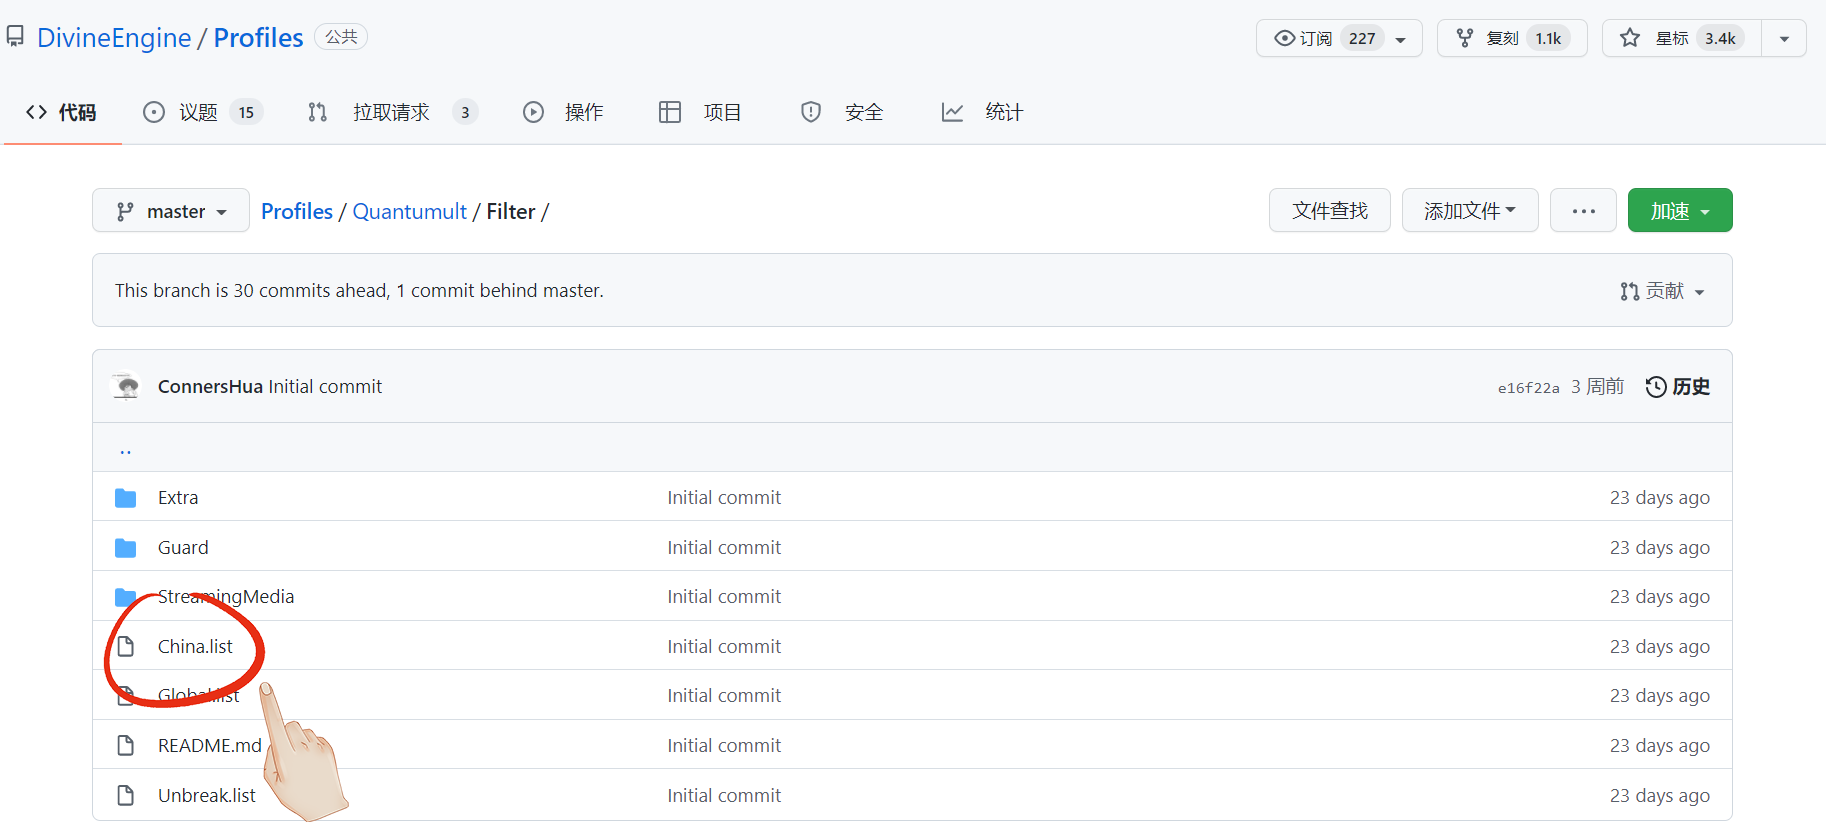 DivineEngine / Profiles 公共 订阅 227 复刻 1.1k 星标 3.4k
代码 议题 15 拉取请求 3 操作 项目 安全 统计
master Profiles / Quantumult / Filter / 文件查找 添加文件 ... 加速
This branch is 30 commits ahead, 1 commit behind master. 贡献
ConnersHua Initial commit e16f22a 3 周前 历史
..
Extra Initial commit 23 days ago
Guard Initial commit 23 days ago
StreamingMedia Initial commit 23 days ago
China.list Initial commit 23 days ago
Global.list Initial commit 23 days ago
README.md Initial commit 23 days ago
Unbreak.list Initial commit 23 days ago